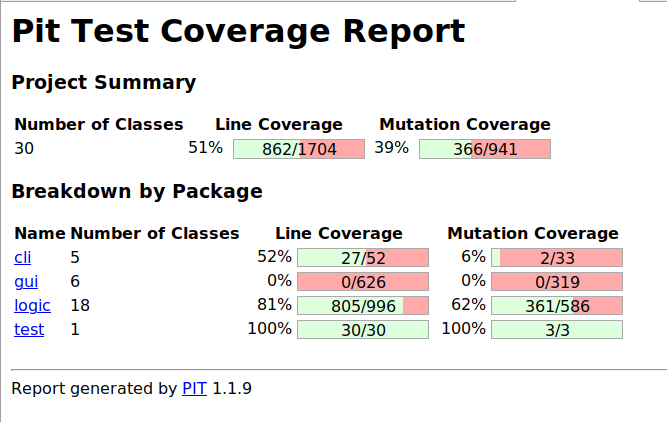 Pit Test Coverage Report
Project Summary
Number of Classes Line Coverage Mutation Coverage
30 51% 862/1704 39% 366/941
Breakdown by Package
Name Number of Classes Line Coverage Mutation Coverage
cli 5 52% 27/52 6% 2/33
gui 6 0% 0/626 0% 0/319
logic 18 81% 805/996 62% 361/586
test 1 100% 30/30 100% 3/3
Report generated by PIT 1.1.9